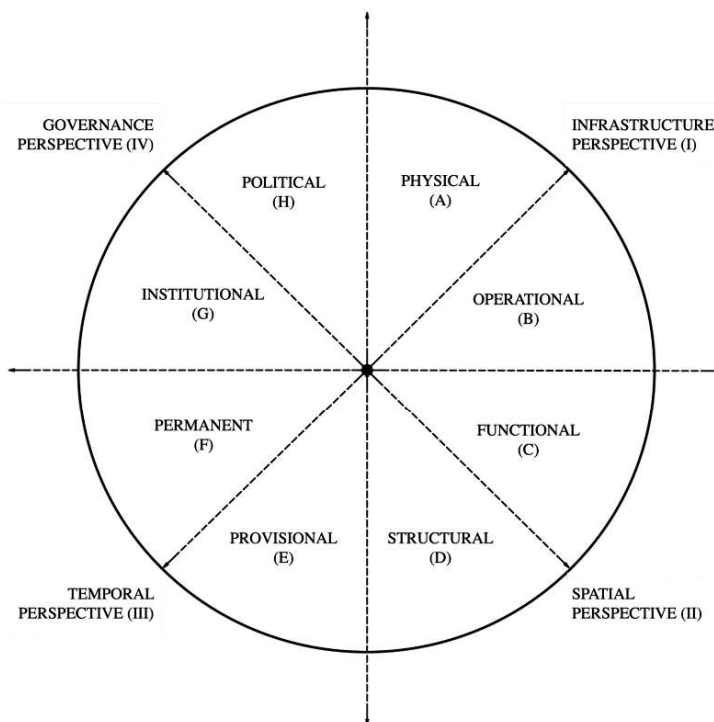 GOVERNANCE
PERSPECTIVE (IV)
INFRASTRUCTURE
PERSPECTIVE (I)
POLITICAL
(H)
PHYSICAL
(A)
INSTITUTIONAL
(G)
OPERATIONAL
(B)
PERMANENT
(F)
FUNCTIONAL
(C)
PROVISIONAL
(E)
STRUCTURAL
(D)
TEMPORAL
PERSPECTIVE (III)
SPATIAL
PERSPECTIVE (II)